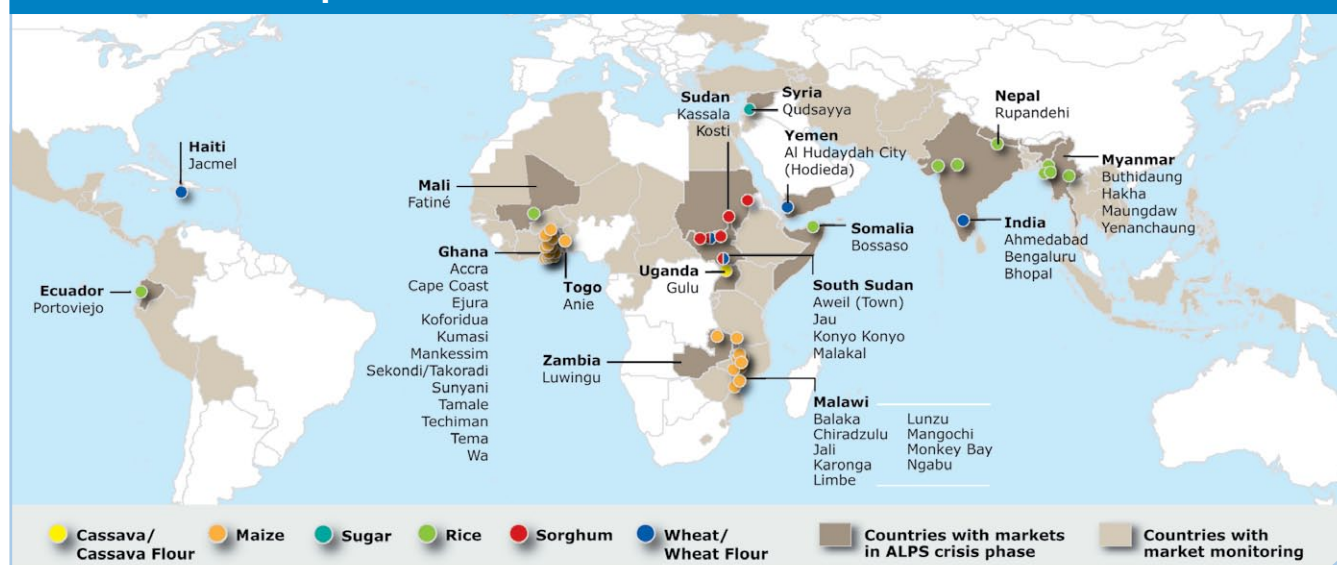 Haiti
Jacmel
Ecuador
Portoviejo
Mali
Fatiné
Ghana
Accra
Cape Coast
Ejura
Koforidua
Kumasi
Mankessim
Sekondi/Takoradi
Sunyani
Tamale
Techiman
Tema
Wa
Togo
Anie
Sudan
Kassala
Kosti
Syria
Qudsayya
Yemen
Al Hudaydah City
(Hodieda)
Uganda
Gulu
Zambia
Luwingu
Somalia
Bossaso
South Sudan
Aweil (Town)
Jau
Konyo Konyo
Malakal
Malawi
Balaka
Chiradzulu
Jali
Karonga
Limbe
Lunzu
Mangochi
Monkey Bay
Ngabu
Nepal
Rupandehi
Myanmar
Buthidaung
Hakha
Maungdaw
Yenanchaung
India
Ahmedabad
Bengaluru
Bhopal
Cassava/
Cassava Flour
Maize
Sugar
Rice
Sorghum
Wheat/
Wheat Flour
Countries with markets
in ALPS crisis phase
Countries with
market monitoring